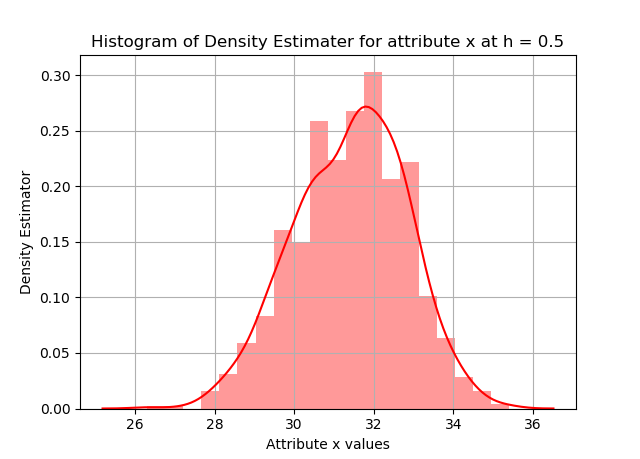 Histogram of Density Estimater for attribute x at h = 0.5
0.30
0.25
0.20
0.15
0.10
0.05
0.00
Density Estimator
26 28 30 32 34 36
Attribute x values